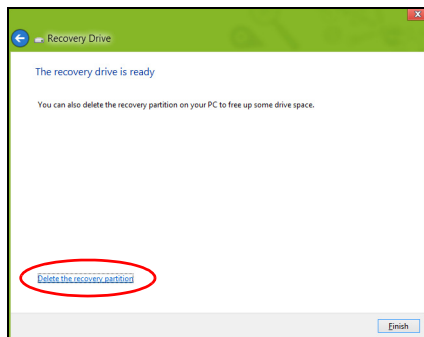 x
Recovery Drive
The recovery drive is ready
You can also delete the recovery partition on your PC to free up some drive space.
Delete the recovery partition
Finish